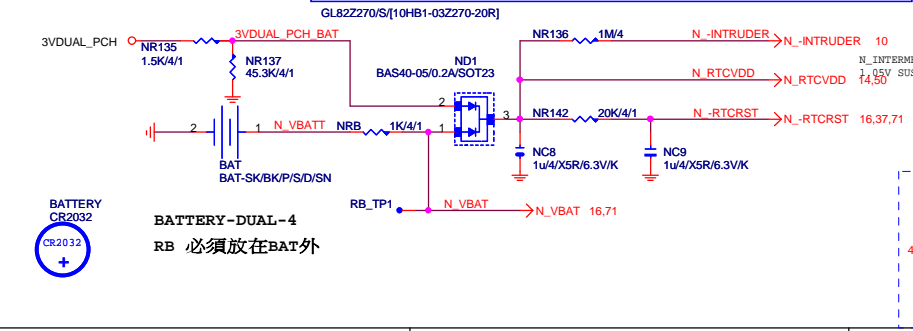 GL82Z270/S/[10HB1-03Z270-20R]
3VDUAL_PCH
NR135
1.5K/4/1
3VDUAL_PCH_BAT
NR137
45.3K/4/1
ND1
BAS40-05/0.2A/SOT23
2
1
3
NR136 1M/4
N_-INTRUDER
N_-INTRUDER 10
N_RTCVDD
N_RTCVDD 14,50
N_INTERME
1.05V SUS
NR142 20K/4/1
N_-RTCRST
N_-RTCRST 16,37,71
NC8
1u/4/X5R/6.3V/K
NC9
1u/4/X5R/6.3V/K
2
1
N_VBATT
NRB 1K/4/1
BAT
BAT-SK/BK/P/S/D/SN
RB_TP1
N_VBAT
N_VBAT 16,71
BATTERY
CR2032
CR2032
+
BATTERY-DUAL-4
RB 必須放在BAT外
4